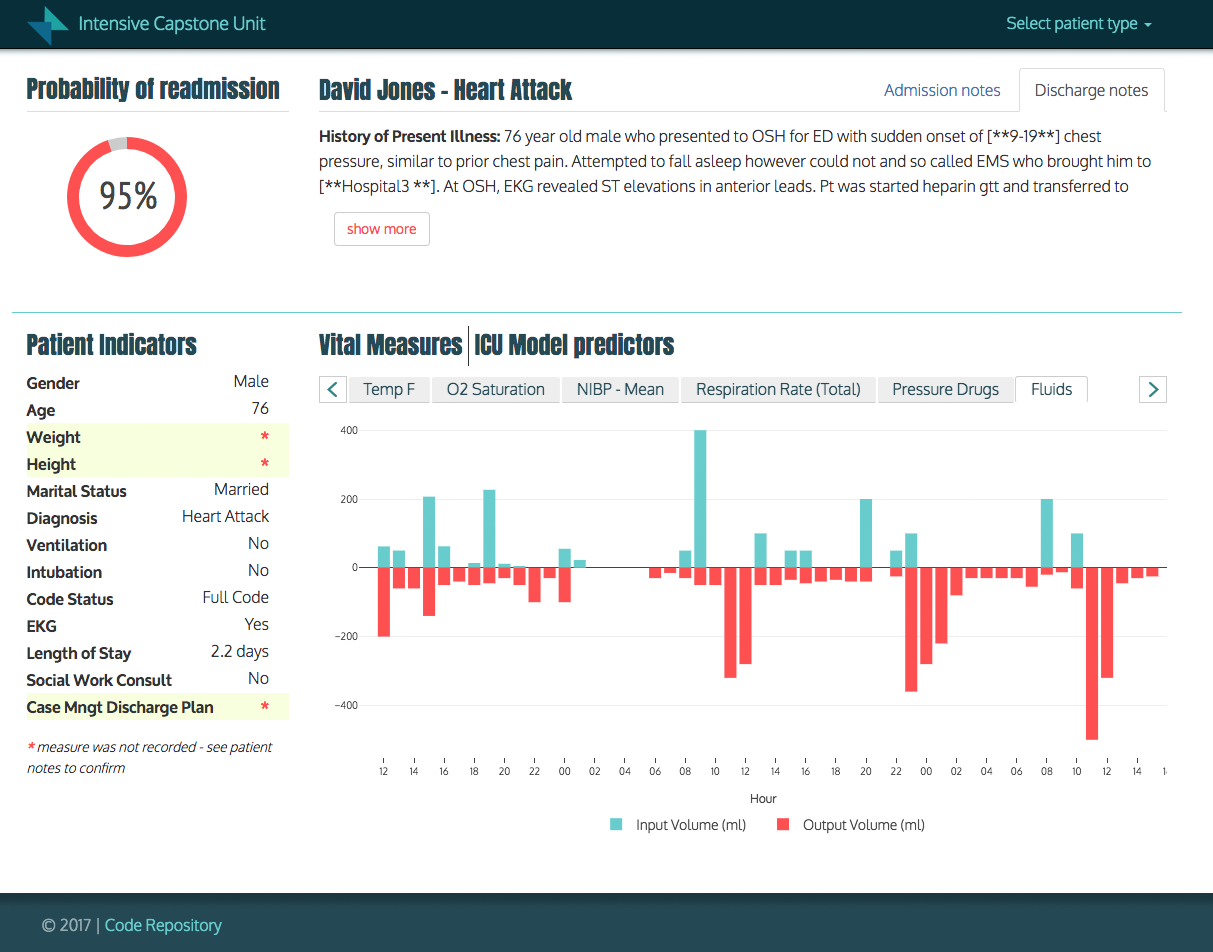 Intensive Capstone Unit
Select patient type
Probability of readmission
95%
David Jones - Heart Attack
Admission notes
Discharge notes
History of Present Illness: 76 year old male who presented to OSH for ED with sudden onset of [**9-19**] chest
pressure, similar to prior chest pain. Attempted to fall asleep however could not and so called EMS who brought him to
[**Hospital3 **]. At OSH, EKG revealed ST elevations in anterior leads. Pt was started heparin gtt and transferred to
show more
Patient Indicators
Gender Male
Age 76
Weight *
Height *
Marital Status Married
Diagnosis Heart Attack
Ventilation No
Intubation No
Code Status Full Code
EKG Yes
Length of Stay 2.2 days
Social Work Consult No
Case Mngt Discharge Plan *
* measure was not recorded - see patient
notes to confirm
Vital Measures | ICU Model predictors
Temp F O2 Saturation NIBP - Mean Respiration Rate (Total) Pressure Drugs Fluids
400
200
0
−200
−400
12 14 16 18 20 22 00 02 04 06 08 10 12 14 16 18 20 22 00 02 04 06 08 10 12 14
Hour
Input Volume (ml) Output Volume (ml)
© 2017 | Code Repository